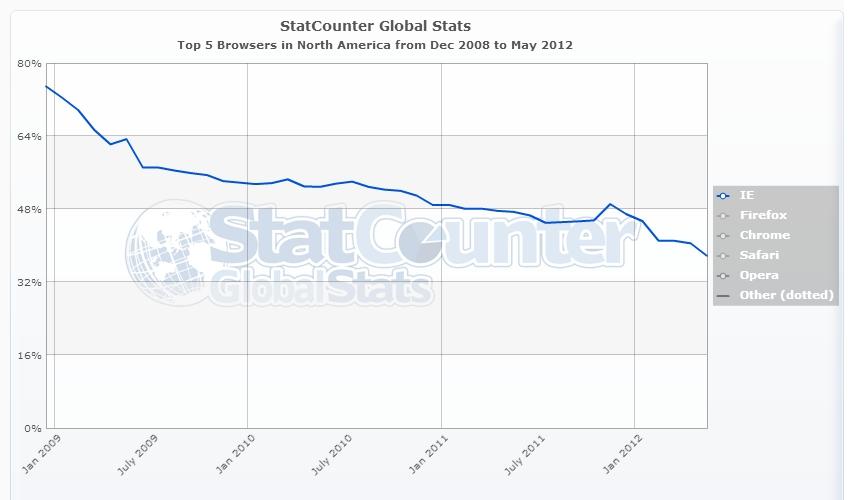 StatCounter Global Stats
Top 5 Browsers in North America from Dec 2008 to May 2012
80%
64%
48%
32%
16%
0%
StatCounter
GlobalStats
IE
Firefox
Chrome
Safari
Opera
Other (dotted)
Jan 2009
July 2009
Jan 2010
July 2010
Jan 2011
July 2011
Jan 2012